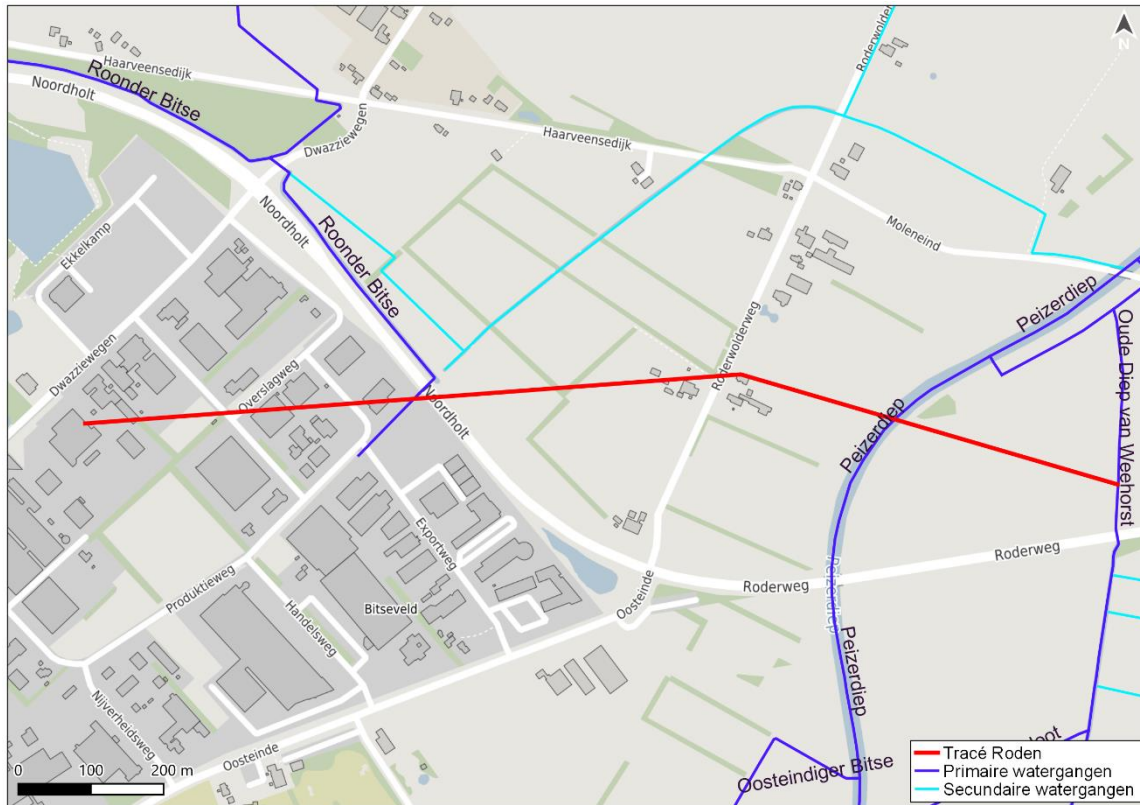 Haarveensedijk
Roonder Bitse
Noordholt
Dwazziewegen
Haarveensedijk
Roderwolde
N
Ekkelkamp
Noordholt
Roonder Bitse
Moleneind
Peizerdiep
Oude Diep van Weehorst
Dwazziewegen
Overslagweg
Noordholt
Roderwolderweg
Peizerdiep
Exportweg
Produktieweg
Handelsweg
Bitseveld
Oosteinde
Roderweg
Roderweg
Peizerdiep
Peizerdiep
Nijverheidsweg
Oosteinde
Oosteindiger Bitse
0 100 200 m
Tracé Roden
Primaire watergangen
Secundaire watergangen